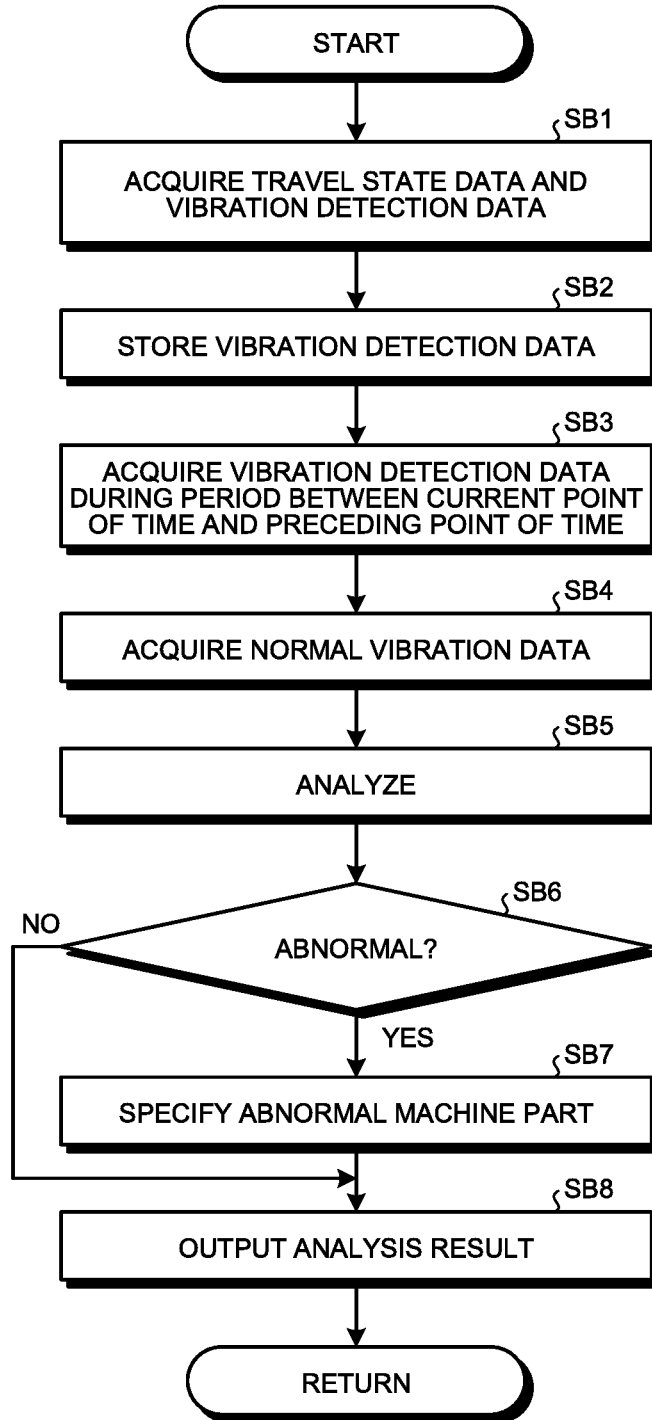 START
SB1
ACQUIRE TRAVEL STATE DATA AND
VIBRATION DETECTION DATA
SB2
STORE VIBRATION DETECTION DATA
SB3
ACQUIRE VIBRATION DETECTION DATA
DURING PERIOD BETWEEN CURRENT POINT
OF TIME AND PRECEDING POINT OF TIME
SB4
ACQUIRE NORMAL VIBRATION DATA
SB5
ANALYZE
SB6
NO
ABNORMAL?
YES
SB7
SPECIFY ABNORMAL MACHINE PART
SB8
OUTPUT ANALYSIS RESULT
RETURN